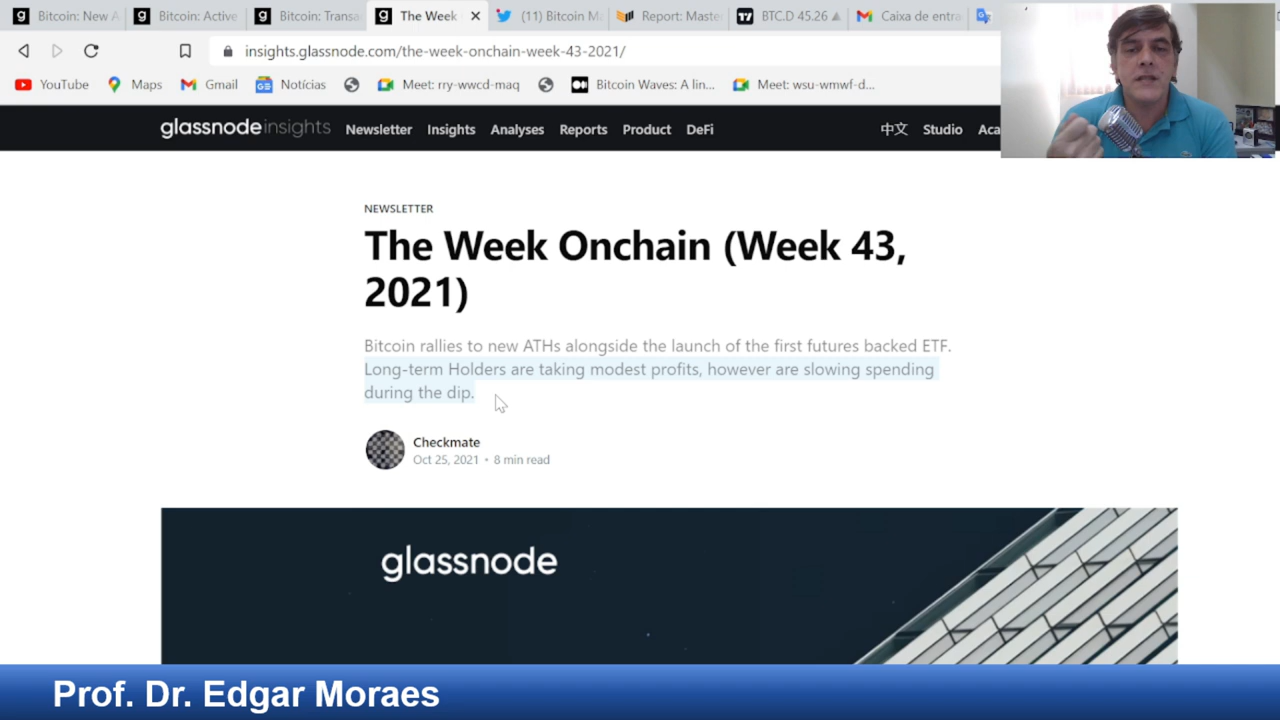 Bitcoin: New A
Bitcoin: Active
Bitcoin: Transa
The Week
(11) Bitcoin M
Report: Maste
BTC.D 45.26
Caixa de entra
insights.glassnode.com/the-week-onchain-week-43-2021/
YouTube
Maps
Gmail
Notícias
Meet: rry-wwcd-maq
Bitcoin Waves: A lin...
Meet: wsu-wmwf-d...
glassnodeinsights
Newsletter
Insights
Analyses
Reports
Product
DeFi
中文
Studio
Aca
NEWSLETTER
The Week Onchain (Week 43,
2021)
Bitcoin rallies to new ATHs alongside the launch of the first futures backed ETF.
Long-term Holders are taking modest profits, however are slowing spending
during the dip.
Checkmate
Oct 25, 2021 • 8 min read
glassnode
Prof. Dr. Edgar Moraes